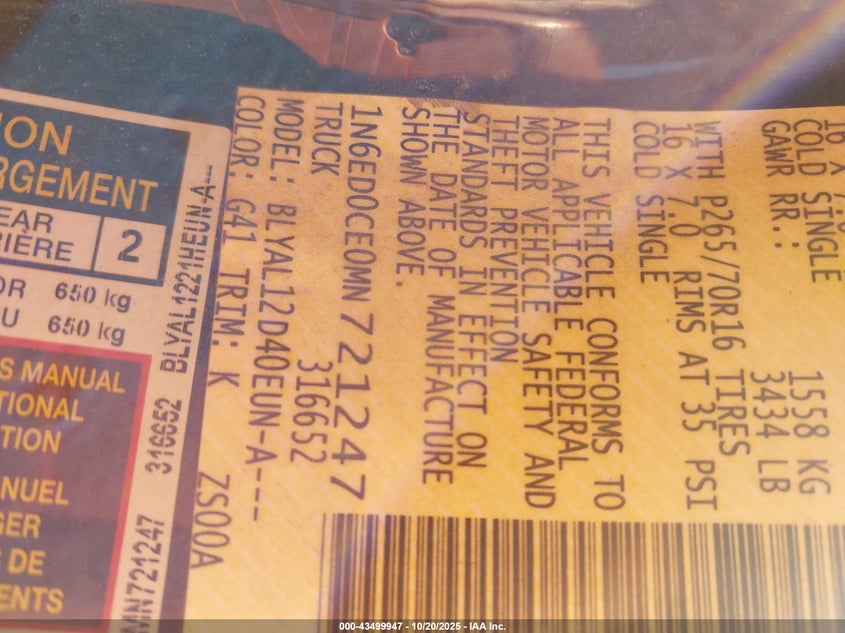 ION
RGEMENT
EAR
RIÈRE
2
OR 650 kg
U 650 kg
S MANUAL
TIONAL
TION
NUEL
GER
DE
ENTS
MN721247 316652 BLYAL1221HEUN-A--
COLD SINGLE
GAWR RR.: 1558 KG
3434 LB
WITH P265/70R16 TIRES
16 X 7.0 RIMS AT 35 PSI
COLD SINGLE
THIS VEHICLE CONFORMS TO
ALL APPLICABLE FEDERAL
MOTOR VEHICLE SAFETY AND
THEFT PREVENTION
STANDARDS IN EFFECT ON
THE DATE OF MANUFACTURE
SHOWN ABOVE.
1N6ED0CE0MN721247
TRUCK 316652
MODEL: BLYAL12D40EUN-A---
COLOR: G41 TRIM: K ZS00A
000-43499947 - 10/20/2025 - IAA Inc.